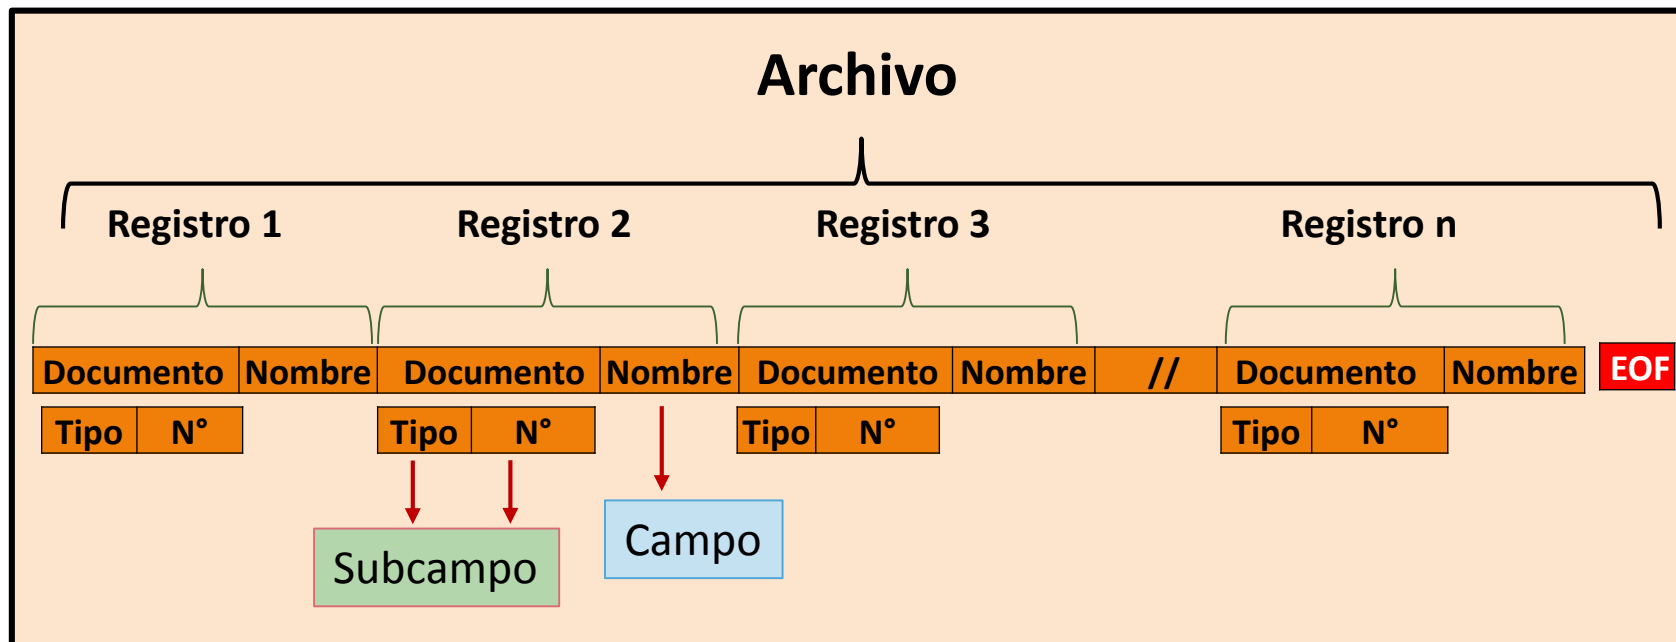 Archivo
Registro 1 Registro 2 Registro 3 Registro n
Documento Nombre Documento Nombre Documento Nombre // Documento Nombre EOF
Tipo N° Tipo N° Tipo N° Tipo N°
Subcampo Campo